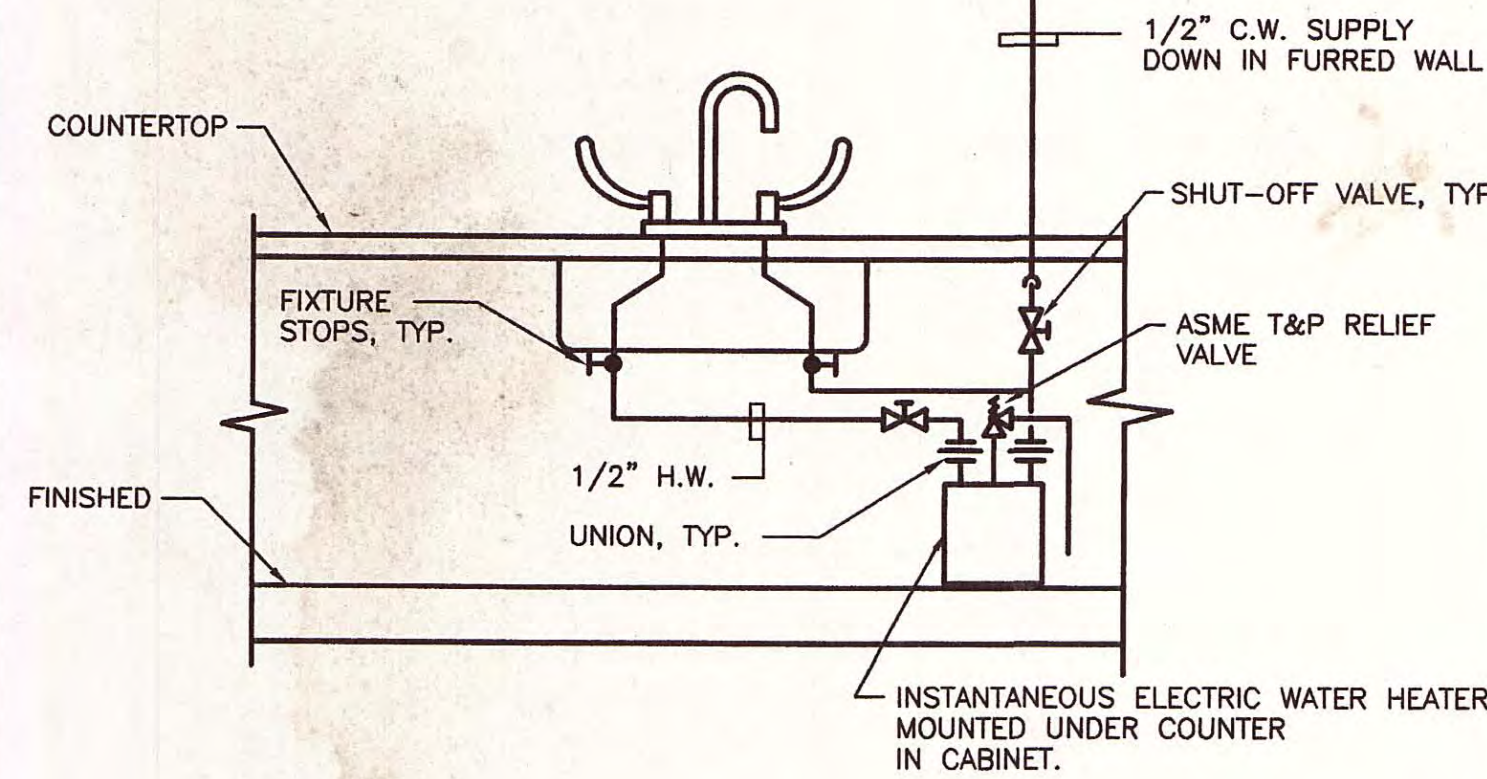 1/2" C.W. SUPPLY
DOWN IN FURRED WALL
COUNTERTOP
SHUT-OFF VALVE, TYP
FIXTURE
STOPS, TYP.
ASME T&P RELIEF
VALVE
1/2" H.W.
FINISHED
UNION, TYP.
INSTANTANEOUS ELECTRIC WATER HEATER
MOUNTED UNDER COUNTER
IN CABINET.